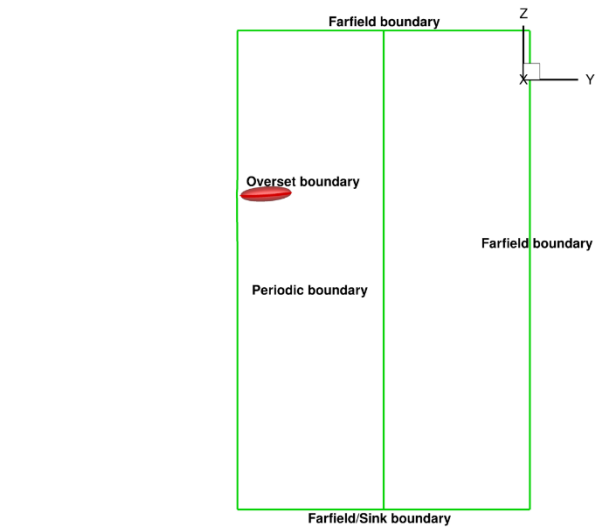 Z
Farfield boundary
X
Y
Overset boundary
Farfield boundary
Periodic boundary
Farfield/Sink boundary